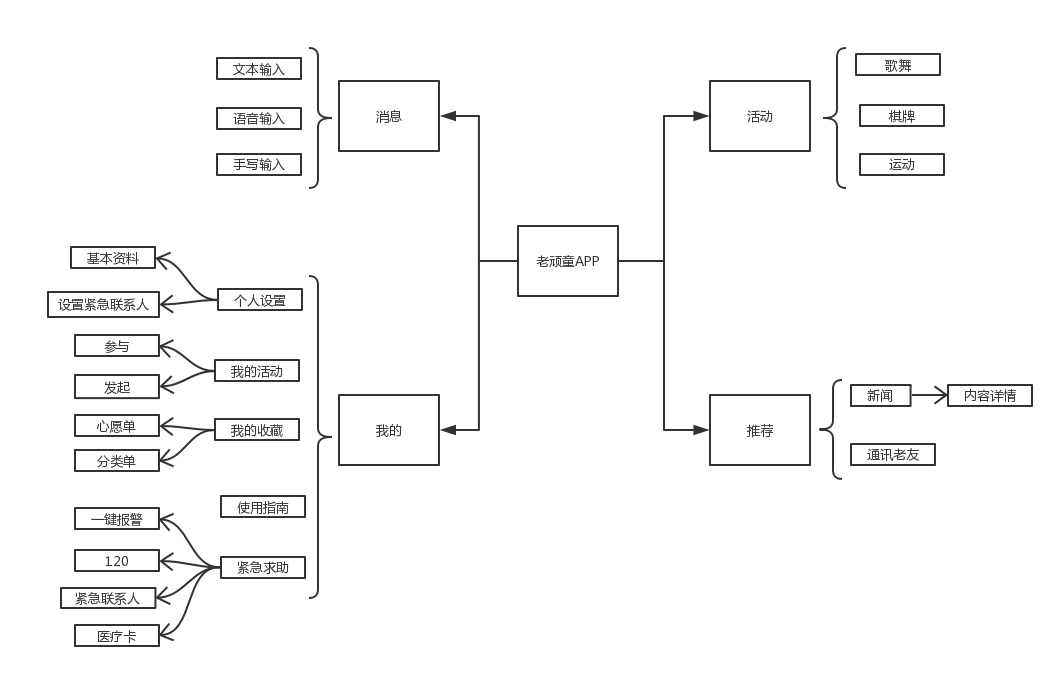 文本输入
语音输入
手写输入
消息
活动
歌舞
棋牌
运动
老顽童APP
基本资料
设置紧急联系人
个人设置
参与
发起
我的活动
心愿单
分类单
我的收藏
使用指南
一键报警
120
紧急联系人
医疗卡
紧急求助
我的
推荐
新闻
内容详情
通讯老友